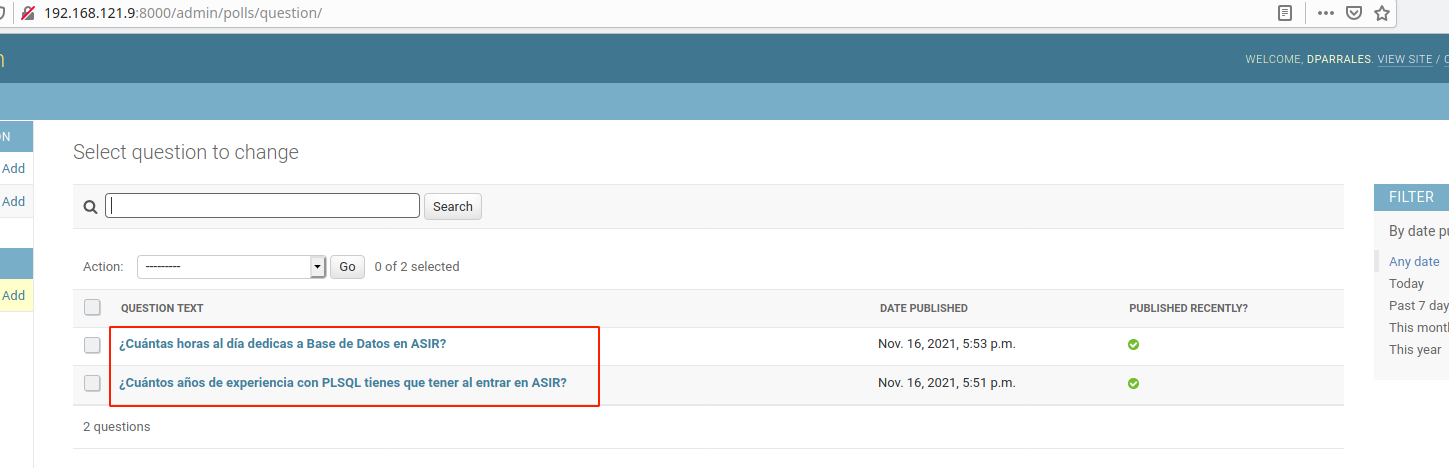 192.168.121.9:8000/admin/polls/question/
WELCOME, DPARRALES. VIEW SITE /
Add
Add
Add
Select question to change
Search
Action: --------- Go 0 of 2 selected
QUESTION TEXT DATE PUBLISHED PUBLISHED RECENTLY?
¿Cuántas horas al día dedicas a Base de Datos en ASIR? Nov. 16, 2021, 5:53 p.m.
¿Cuántos años de experiencia con PLSQL tienes que tener al entrar en ASIR? Nov. 16, 2021, 5:51 p.m.
2 questions
FILTER
By date
Any date
Today
Past 7
This
This year